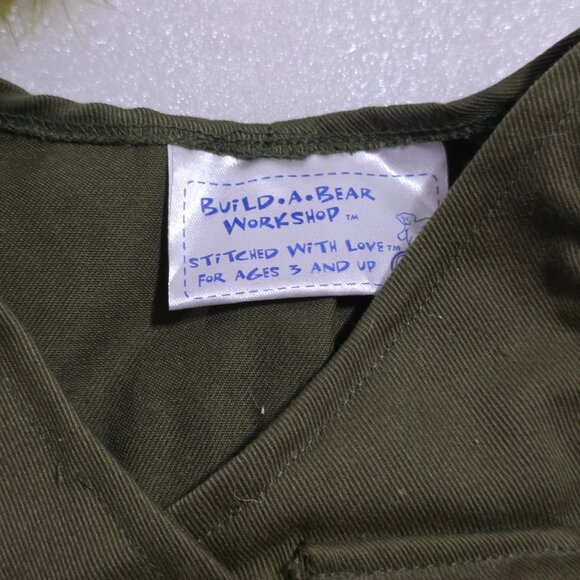 BUiLD•A•BEAR
WORKSHOP™
STiTCHED WiTH LOVE™
FOR AGES 3 AND UP